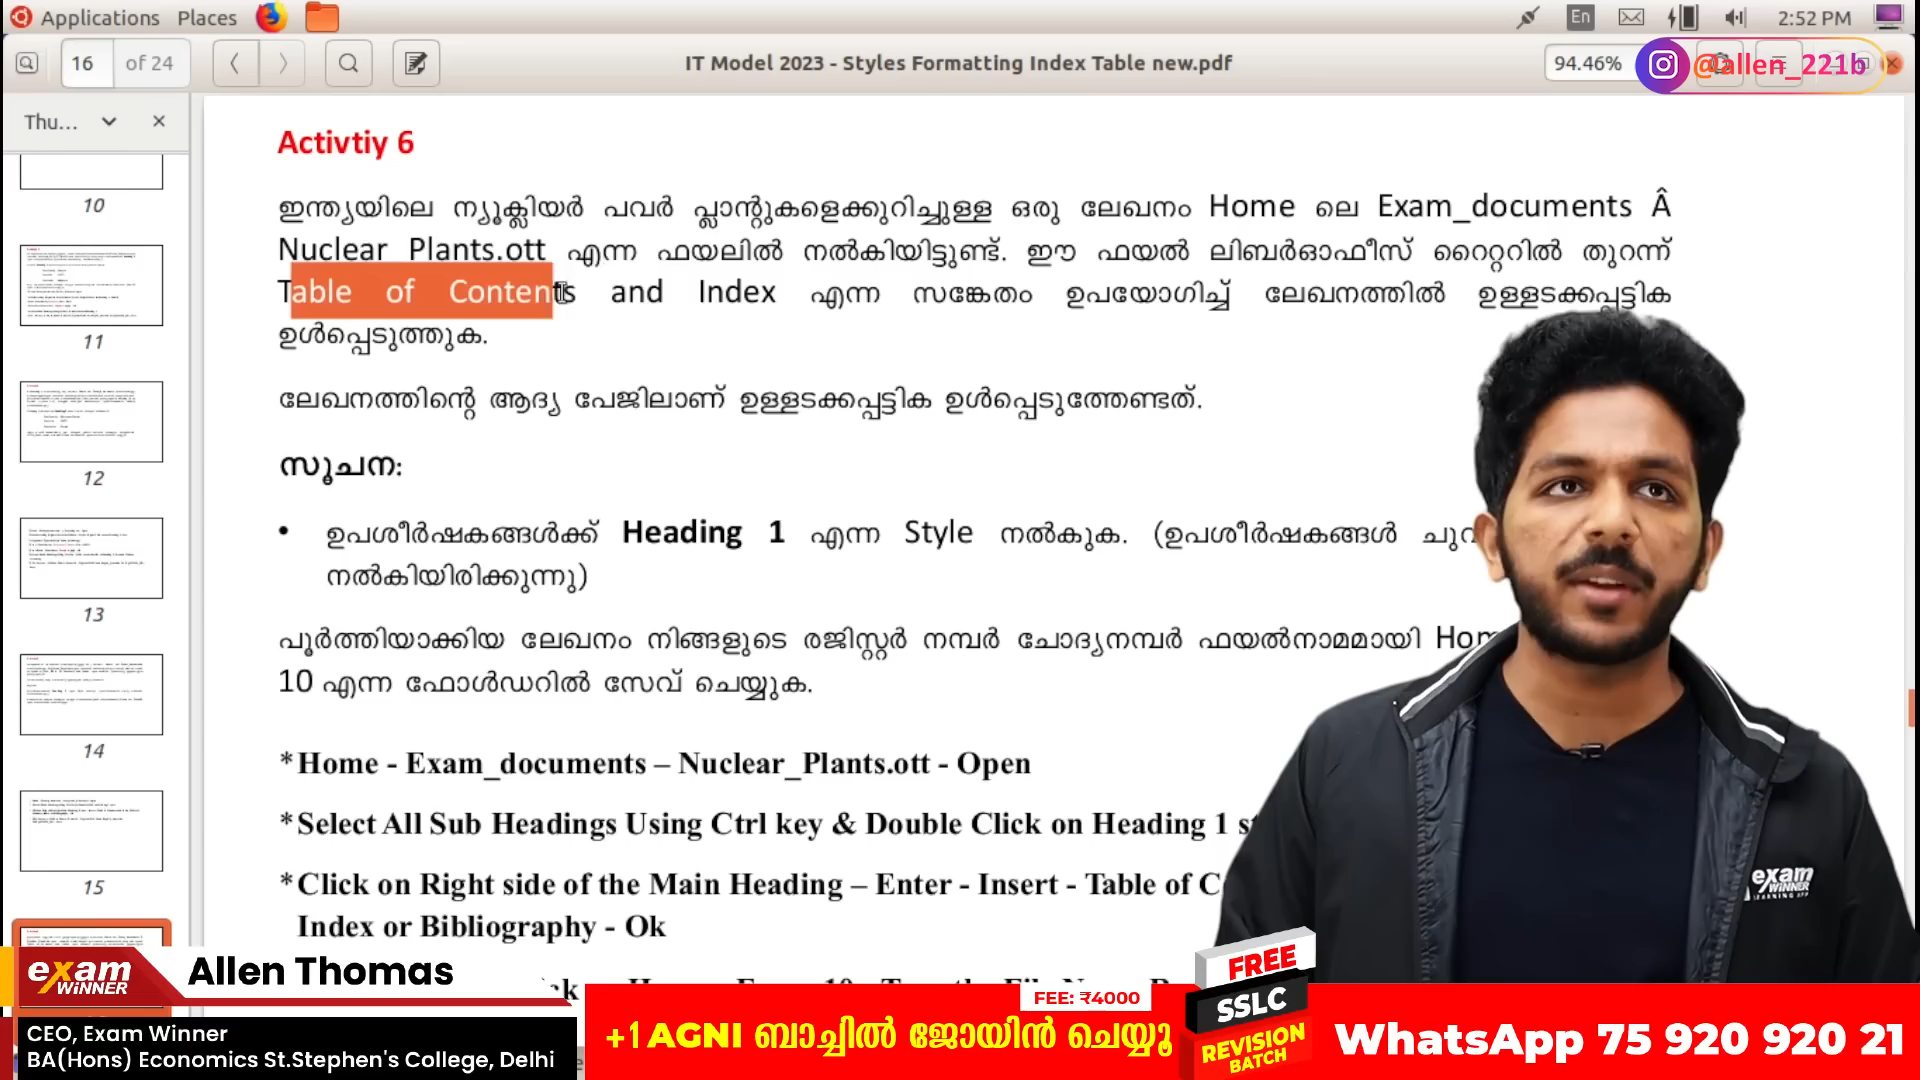 Applications Places
En
2:52 PM
16 of 24
IT Model 2023 - Styles Formatting Index Table new.pdf
94.46%
@allen_221b
Thu...
10
11
12
13
14
15
Activtiy 6
ഇന്ത്യയിലെ ന്യൂക്ലിയർ പവർ പ്ലാന്റുകളെക്കുറിച്ചുള്ള ഒരു ലേഖനം Home ലെ Exam_documents Â
Nuclear Plants.ott എന്ന ഫയലിൽ നൽകിയിട്ടുണ്ട്. ഈ ഫയൽ ലിബർഓഫീസ് റൈറ്ററിൽ തുറന്ന്
Table of Contents and Index എന്ന സങ്കേതം ഉപയോഗിച്ച് ലേഖനത്തിൽ ഉള്ളടക്കപ്പട്ടിക
ഉൾപ്പെടുത്തുക.
ലേഖനത്തിന്റെ ആദ്യ പേജിലാണ് ഉള്ളടക്കപ്പട്ടിക ഉൾപ്പെടുത്തേണ്ടത്.
സൂചന:
• ഉപശീർഷകങ്ങൾക്ക് Heading 1 എന്ന Style നൽകുക. (ഉപശീർഷകങ്ങൾ
നൽകിയിരിക്കുന്നു)
പൂർത്തിയാക്കിയ ലേഖനം നിങ്ങളുടെ രജിസ്റ്റർ നമ്പർ ചോദ്യനമ്പർ ഫയൽനാമമായി
10 എന്ന ഫോൾഡറിൽ സേവ് ചെയ്യുക.
*Home - Exam_documents – Nuclear_Plants.ott - Open
*Select All Sub Headings Using Ctrl key & Double Click on Heading 1
*Click on Right side of the Main Heading – Enter - Insert - Table of
Index or Bibliography - Ok
exam WiNNER LEARNING APP
exam WiNNER
Allen Thomas
CEO, Exam Winner
BA(Hons) Economics St.Stephen's College, Delhi
FEE: ₹4000
+1 AGNI ബാച്ചിൽ ജോയിൻ ചെയ്യൂ
FREE
SSLC
REVISION
BATCH
WhatsApp 75 920 920 21